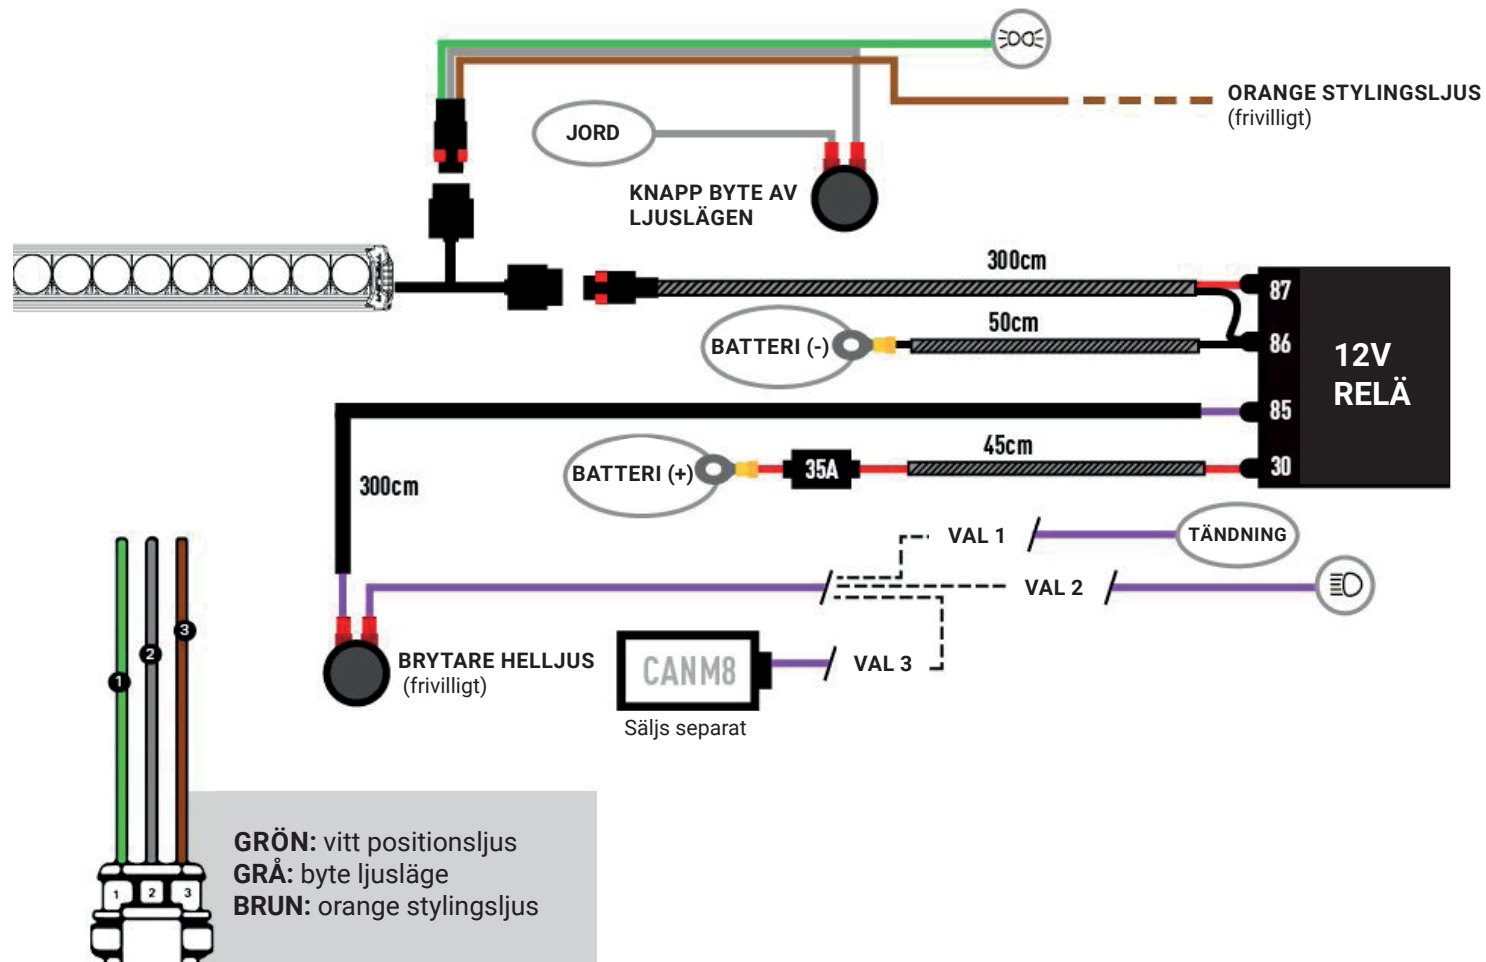 ORANGE STYLINGSLJUS
(frivilligt)
JORD
KNAPP BYTE AV
LJUSLÄGEN
300cm
87
50cm
BATTERI (-)
86
12V
RELÄ
85
45cm
BATTERI (+)
35A
30
300cm
VAL 1
TÄNDNING
VAL 2
BRYTARE HELLJUS
(frivilligt)
CANM8
VAL 3
Säljs separat
3
2
1
GRÖN: vitt positionsljus
GRÅ: byte ljusläge
BRUN: orange stylingsljus
1 2 3